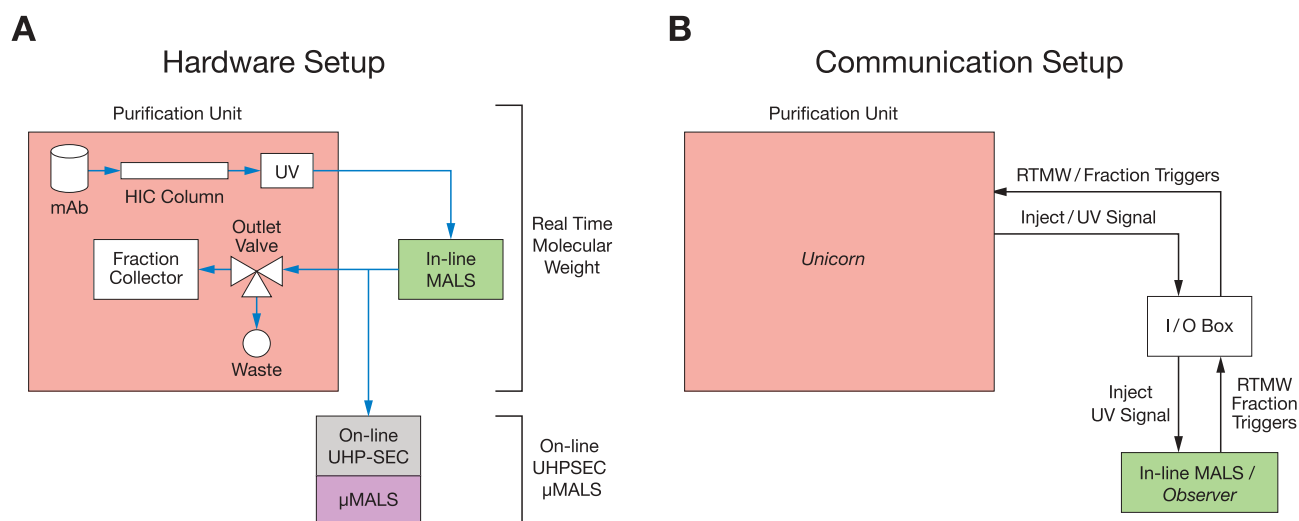 A
Hardware Setup
Purification Unit
mAb
HIC Column
UV
Outlet
Valve
Fraction
Collector
In-line
MALS
Waste
Real Time
Molecular
Weight
On-line
UHP-SEC
µMALS
On-line
UHPSEC
µMALS
B
Communication Setup
Purification Unit
Unicorn
RTMW / Fraction Triggers
Inject / UV Signal
I / O Box
Inject
UV Signal
RTMW
Fraction
Triggers
In-line MALS /
Observer